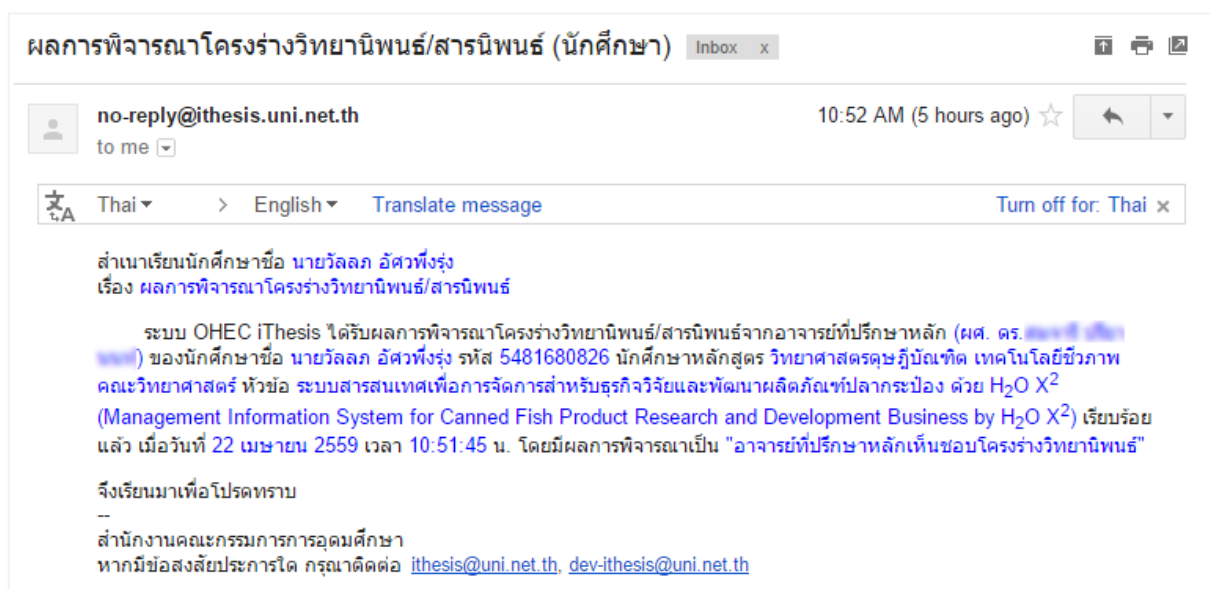 ผลการพิจารณาโครงร่างวิทยานิพนธ์/สารนิพนธ์ (นักศึกษา) Inbox x
no-reply@ithesis.uni.net.th 10:52 AM (5 hours ago)
to me
Thai > English Translate message Turn off for: Thai x
สำเนาเรียนนักศึกษาชื่อ นายวัลลภ อัศวพึ่งรุ่ง
เรื่อง ผลการพิจารณาโครงร่างวิทยานิพนธ์/สารนิพนธ์
ระบบ OHEC iThesis ได้รับผลการพิจารณาโครงร่างวิทยานิพนธ์/สารนิพนธ์จากอาจารย์ที่ปรึกษาหลัก (ผศ. ดร.
) ของนักศึกษาชื่อ นายวัลลภ อัศวพึ่งรุ่ง รหัส 5481680826 นักศึกษาหลักสูตร วิทยาศาสตรดุษฎีบัณฑิต เทคโนโลยีชีวภาพ
คณะวิทยาศาสตร์ หัวข้อ ระบบสารสนเทศเพื่อการจัดการสำหรับธุรกิจวิจัยและพัฒนาผลิตภัณฑ์ปลากระป๋อง ด้วย H₂O X²
(Management Information System for Canned Fish Product Research and Development Business by H₂O X²) เรียบร้อย
แล้ว เมื่อวันที่ 22 เมษายน 2559 เวลา 10:51:45 น. โดยมีผลการพิจารณาเป็น "อาจารย์ที่ปรึกษาหลักเห็นชอบโครงร่างวิทยานิพนธ์"
จึงเรียนมาเพื่อโปรดทราบ
--
สำนักงานคณะกรรมการการอุดมศึกษา
หากมีข้อสงสัยประการใด กรุณาติดต่อ ithesis@uni.net.th, dev-ithesis@uni.net.th